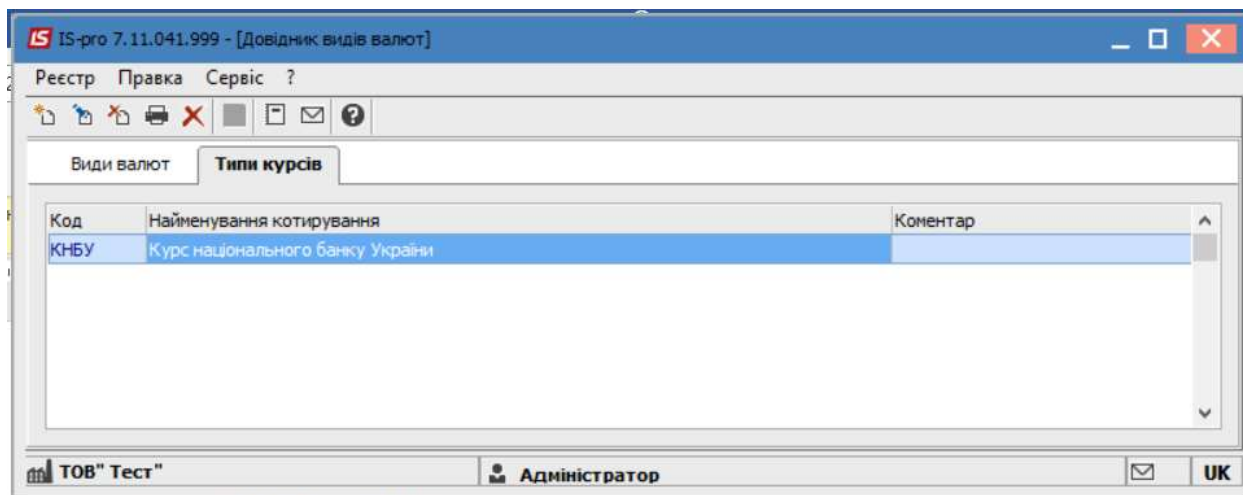 IS IS-pro 7.11.041.999 - [Довідник видів валют]
Реєстр Правка Сервіс ?
Види валют Типи курсів
Код Найменування котирування Коментар
КНБУ Курс національного банку України
ТОВ" Тест" Адміністратор UK